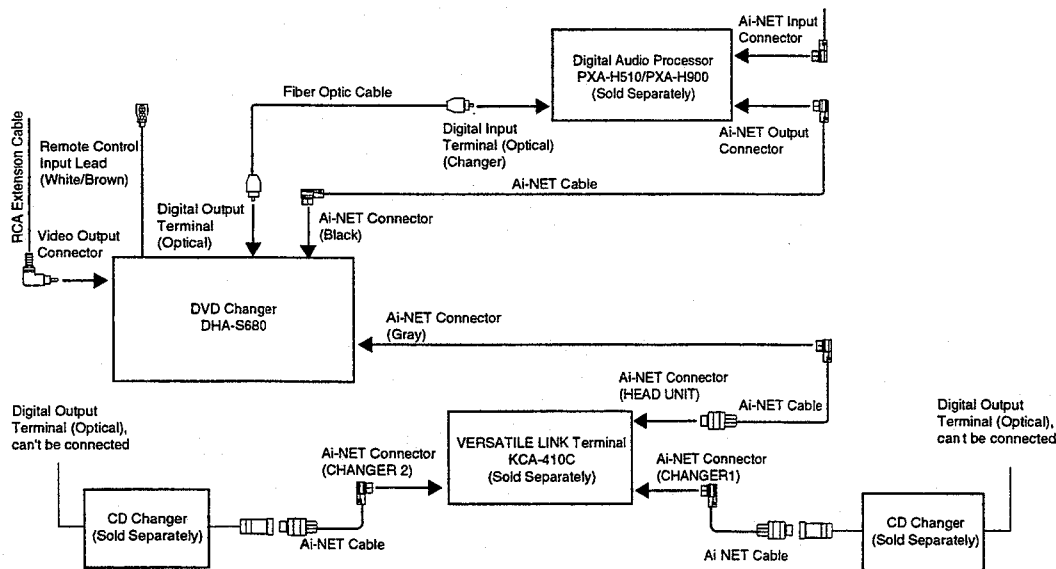 Ai-NET Input
Connector
Digital Audio Processor
PXA-H510/PXA-H900
(Sold Separately)
Fiber Optic Cable
Digital Input
Terminal (Optical)
(Changer)
Ai-NET Output
Connector
RCA Extension Cable
Remote Control
Input Lead
(White/Brown)
Ai-NET Cable
Digital Output
Terminal
(Optical)
Ai-NET Connector
(Black)
Video Output
Connector
DVD Changer
DHA-S680
Ai-NET Connector
(Gray)
Ai-NET Connector
(HEAD UNIT)
Ai-NET Cable
Digital Output
Terminal (Optical),
can't be connected
Digital Output
Terminal (Optical),
can t be connected
VERSATILE LINK Terminal
KCA-410C
(Sold Separately)
Ai-NET Connector
(CHANGER 2)
Ai-NET Connector
(CHANGER1)
CD Changer
(Sold Separately)
Ai-NET Cable
Ai NET Cable
CD Changer
(Sold Separately)